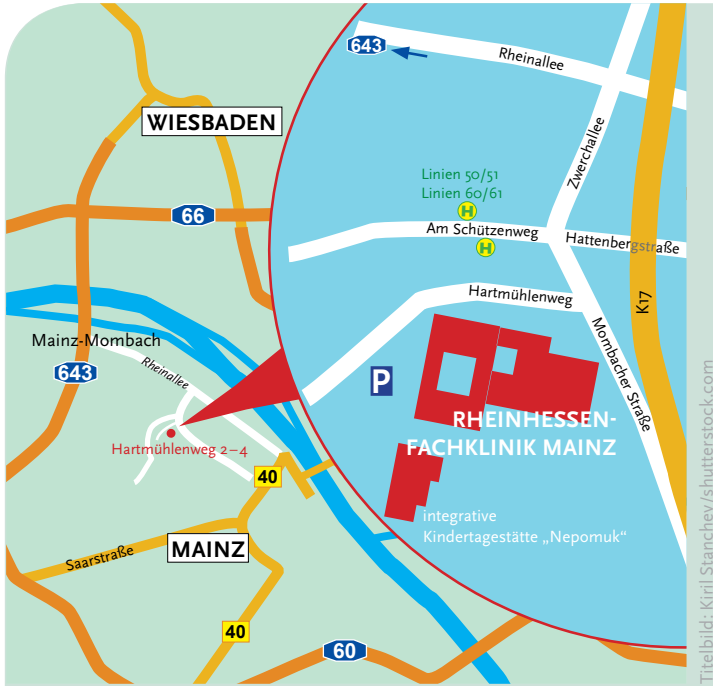 643
Rheinallee
WIESBADEN
Zwerchallee
Linien 50/51
Linien 60/61
66
H
Am Schützenweg
Hattenbergstraße
H
Hartmühlenweg
K17
Mainz-Mombach
Rheinallee
643
P
Mombacher Straße
RHEINHESSEN-
FACHKLINIK MAINZ
Hartmühlenweg 2–4
40
integrative
Kindertagestätte „Nepomuk“
MAINZ
Saarstraße
40
60
Titelbild: Kiril Stanchev/shutterstock.com